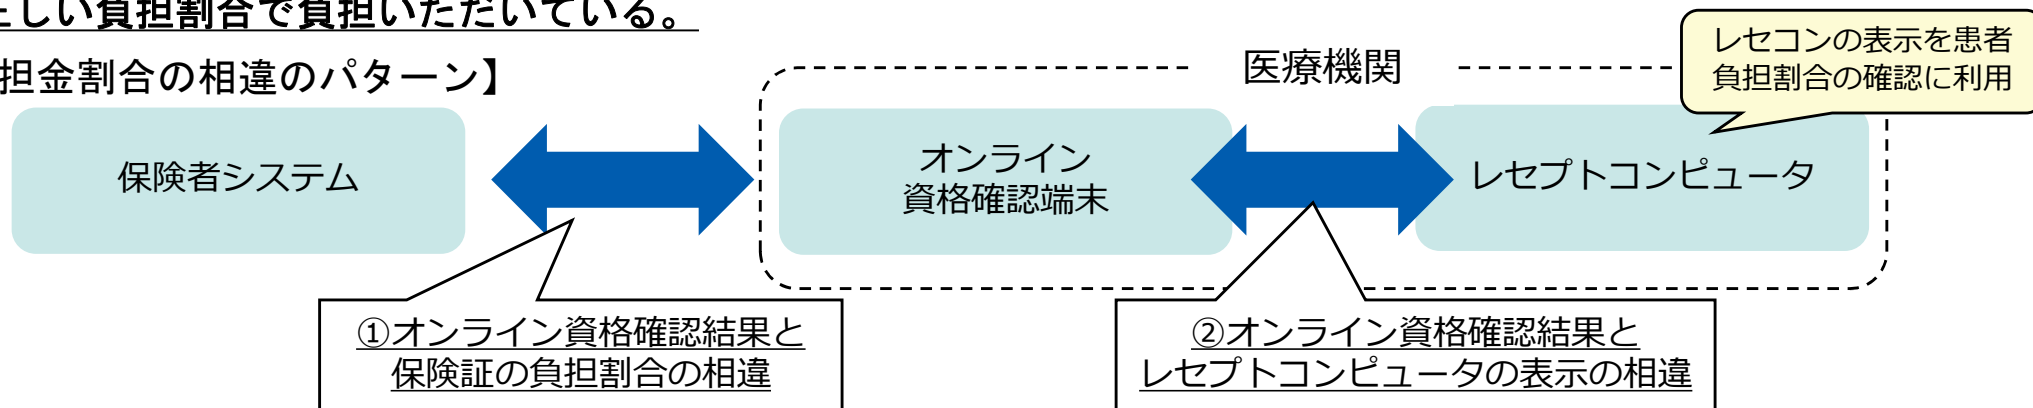 正しい負担割合で負担いただいている。
担金割合の相違のパターン】
医療機関
レセコンの表示を患者
負担割合の確認に利用
保険者システム
オンライン
資格確認端末
レセプトコンピュータ
①オンライン資格確認結果と
保険証の負担割合の相違
②オンライン資格確認結果と
レセプトコンピュータの表示の相違